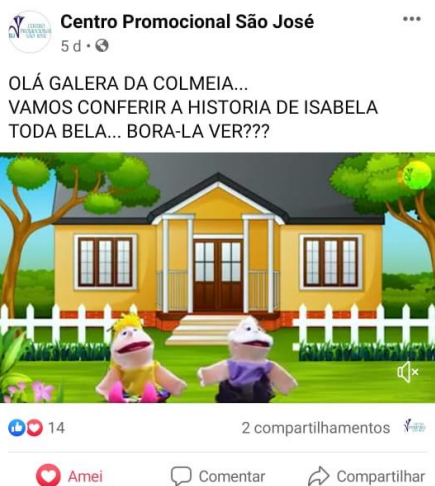 Centro Promocional São José
5 d
OLÁ GALERA DA COLMEIA...
VAMOS CONFERIR A HISTORIA DE ISABELA
TODA BELA... BORA-LA VER???
14
2 compartilhamentos
Amei
Comentar
Compartilhar